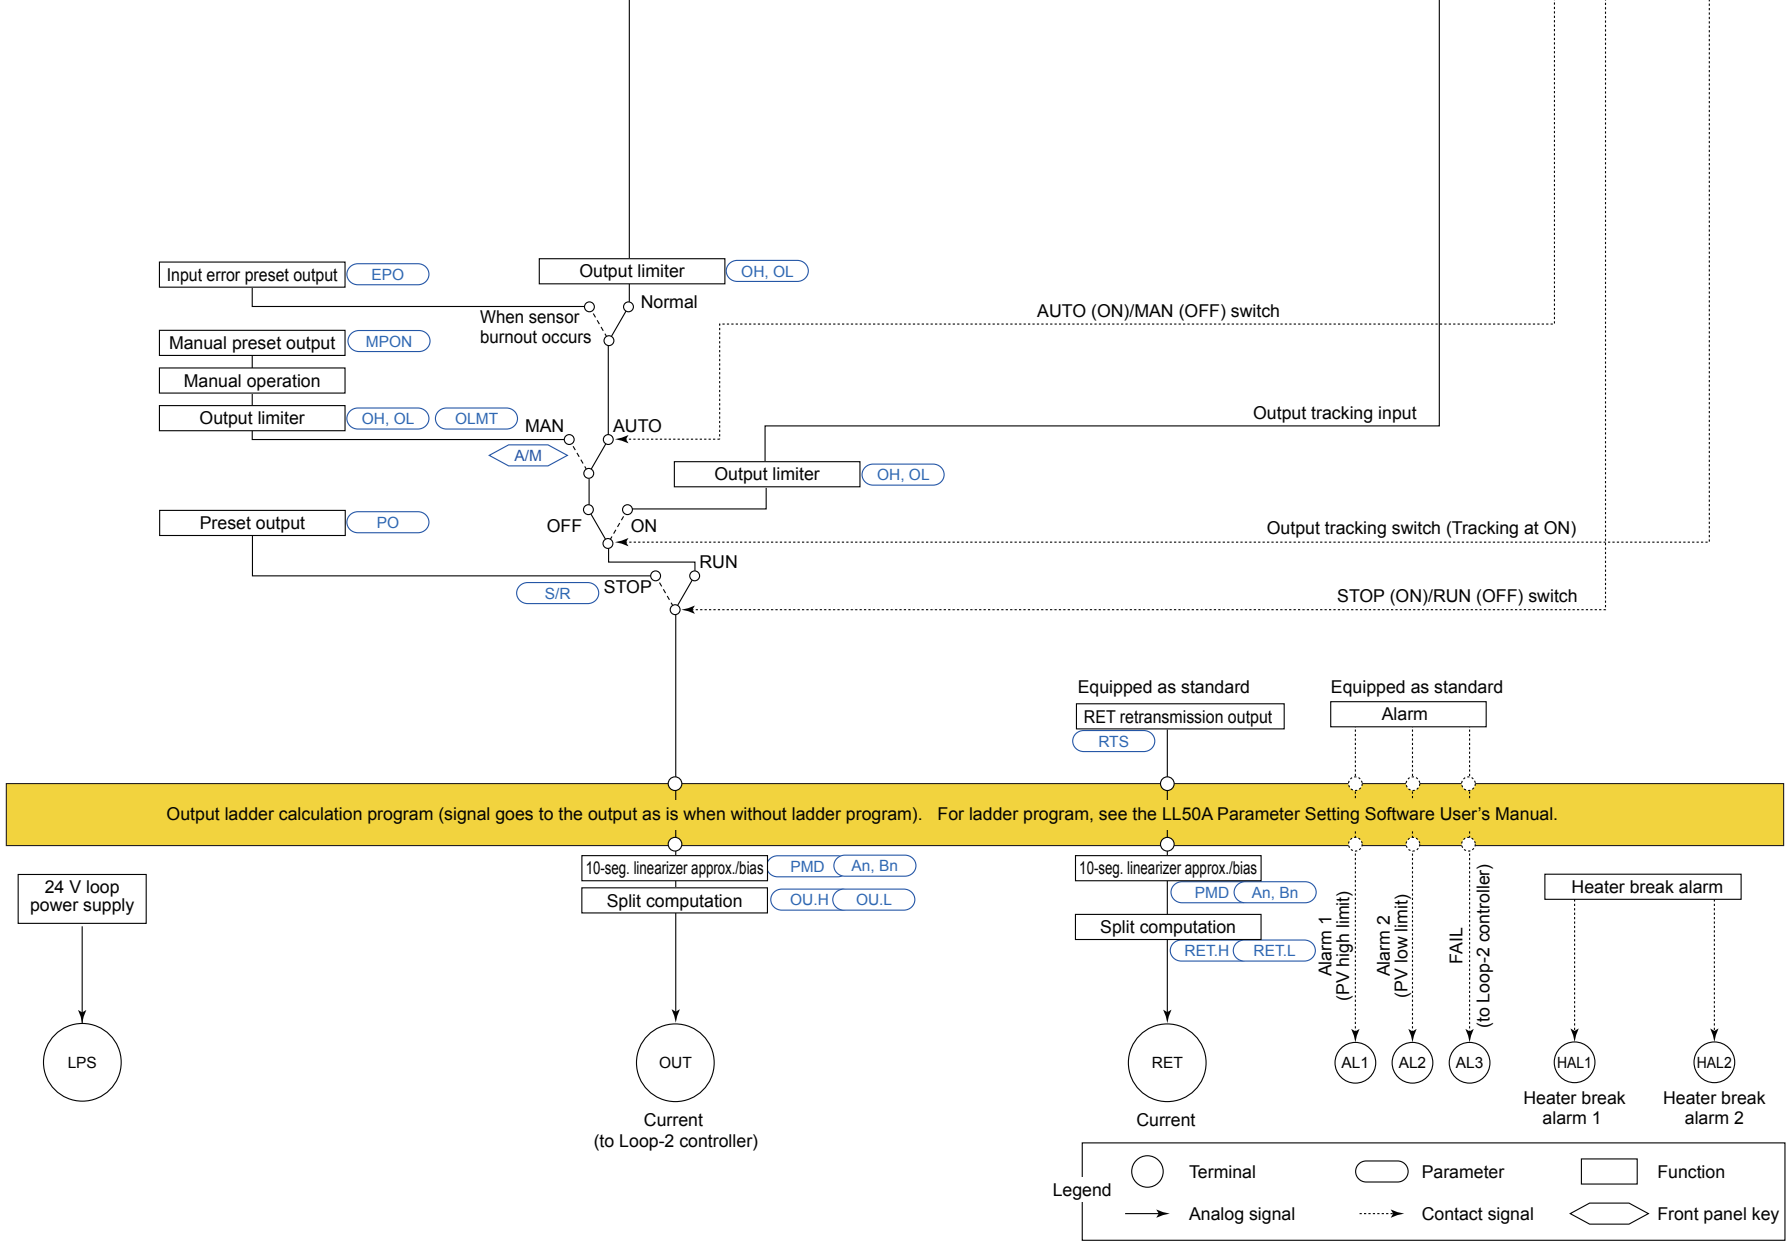 Input error preset output
EPO
Output limiter
OH, OL
Normal
When sensor
burnout occurs
AUTO (ON)/MAN (OFF) switch
Manual preset output
MPON
Manual operation
Output limiter
OH, OL
OLMT
MAN
AUTO
A/M
Output tracking input
Output limiter
OH, OL
Preset output
PO
OFF
ON
Output tracking switch (Tracking at ON)
RUN
STOP
S/R
STOP (ON)/RUN (OFF) switch
Equipped as standard
RET retransmission output
RTS
Equipped as standard
Alarm
Output ladder calculation program (signal goes to the output as is when without ladder program). For ladder program, see the LL50A Parameter Setting Software User's Manual.
24 V loop
power supply
10-seg. linearizer approx./bias
PMD
An, Bn
Split computation
OU.H
OU.L
10-seg. linearizer approx./bias
PMD
An, Bn
Split computation
RET.H
RET.L
Alarm 1
(PV high limit)
Alarm 2
(PV low limit)
FAIL
(to Loop-2 controller)
Heater break alarm
LPS
OUT
RET
AL1
AL2
AL3
HAL1
HAL2
Current
(to Loop-2 controller)
Current
Heater break
alarm 1
Heater break
alarm 2
Legend
Terminal
Parameter
Function
Analog signal
Contact signal
Front panel key